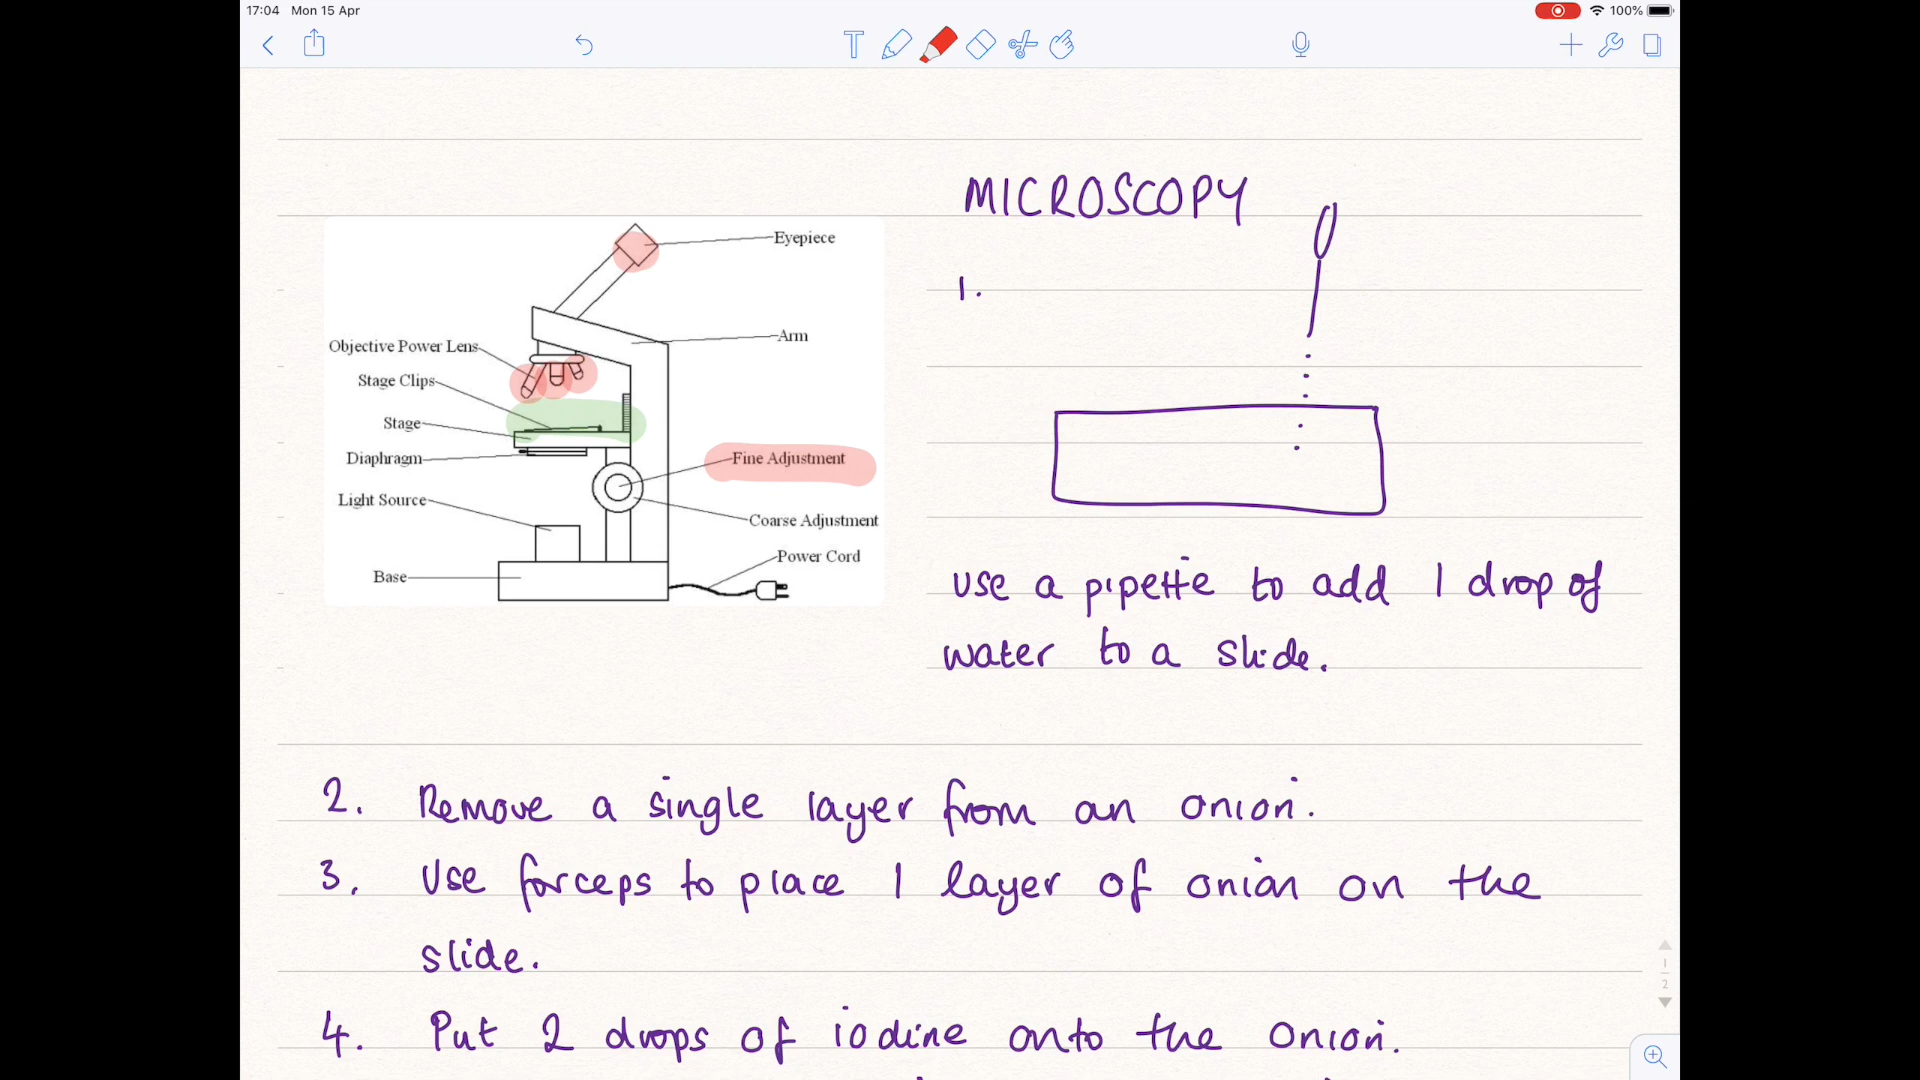 17:04 Mon 15 Apr
100%
T
MICROSCOPY
Eyepiece
Arm
Objective Power Lens
Stage Clips
Stage
Diaphragm
Light Source
Fine Adjustment
Coarse Adjustment
Power Cord
Base
1.
use a pipette to add 1 drop of
water to a slide.
2. Remove a single layer from an onion.
3. Use forceps to place 1 layer of onion on the
slide.
4. Put 2 drops of iodine onto the onion.
1
2